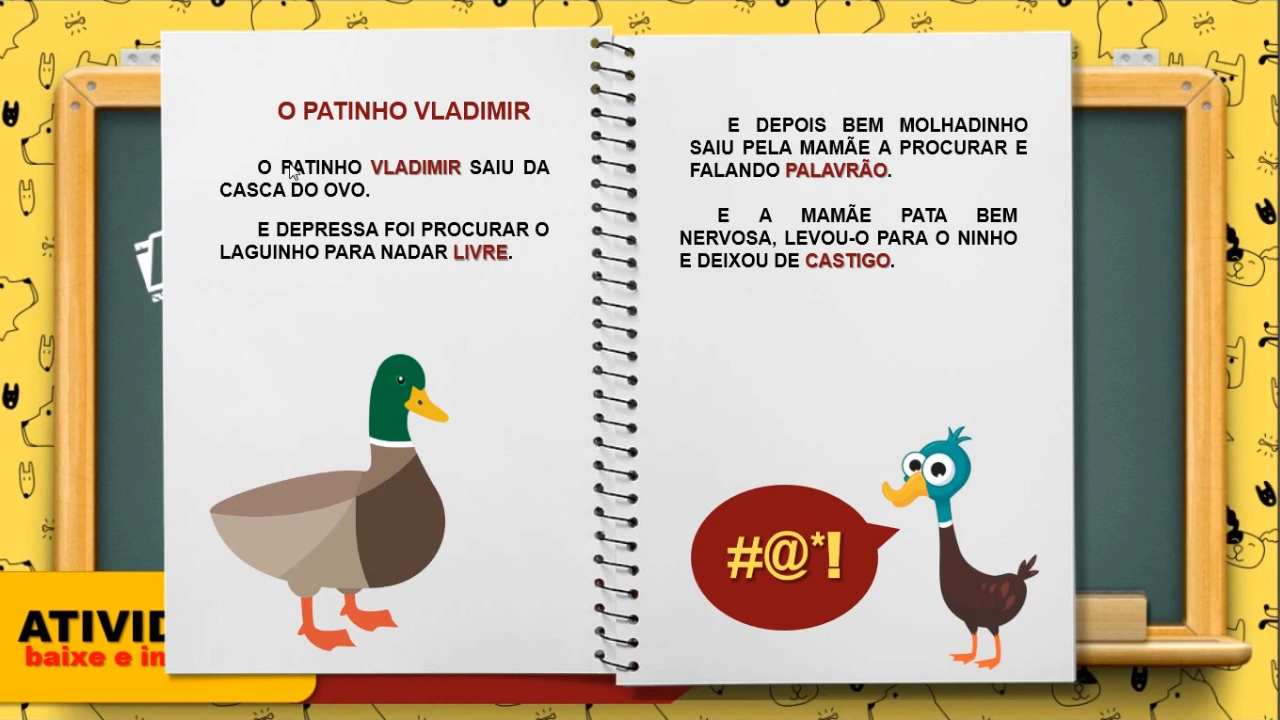 O PATINHO VLADIMIR
O PATINHO VLADIMIR SAIU DA
CASCA DO OVO.
E DEPRESSA FOI PROCURAR O
LAGUINHO PARA NADAR LIVRE.
E DEPOIS BEM MOLHADINHO
SAIU PELA MAMÃE A PROCURAR E
FALANDO PALAVRÃO.
E A MAMÃE PATA BEM
NERVOSA, LEVOU-O PARA O NINHO
E DEIXOU DE CASTIGO.
#@*!
ATIVID
baixe e im